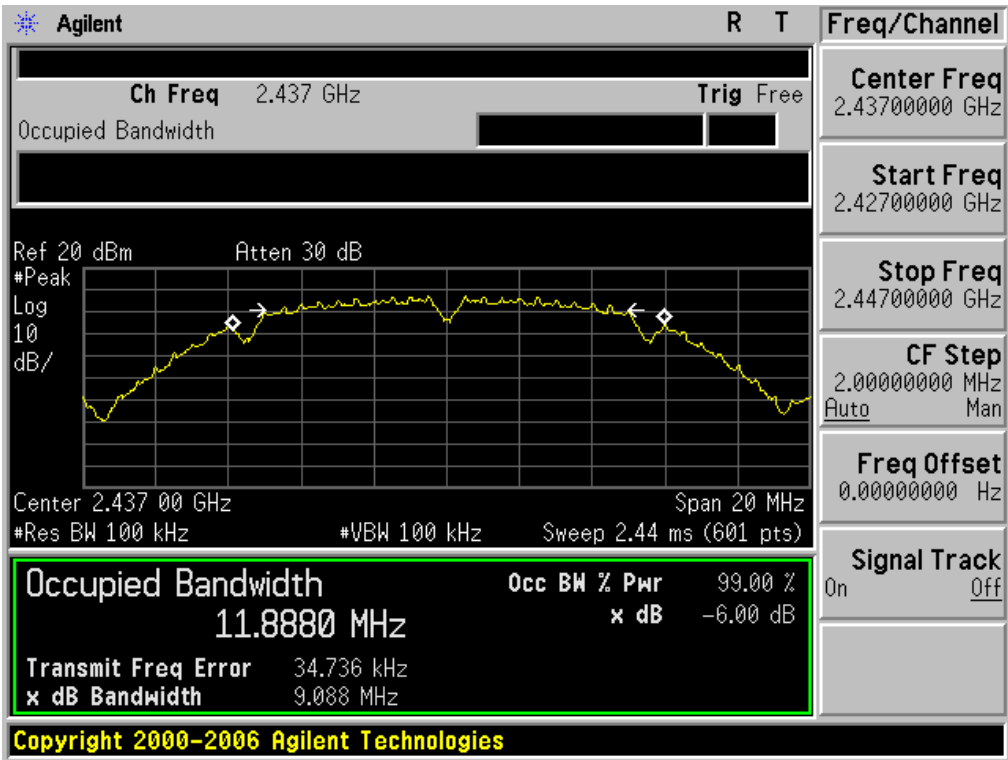 Agilent R T
Freq/Channel
Ch Freq 2.437 GHz Trig Free
Occupied Bandwidth
Center Freq
2.43700000 GHz
Start Freq
2.42700000 GHz
Stop Freq
2.44700000 GHz
CF Step
2.00000000 MHz
Auto Man
Freq Offset
0.00000000 Hz
Signal Track
On Off
Ref 20 dBm Atten 30 dB
#Peak
Log
10
dB/
Center 2.437 00 GHz Span 20 MHz
#Res BW 100 kHz #VBW 100 kHz Sweep 2.44 ms (601 pts)
Occupied Bandwidth
11.8880 MHz
Occ BW % Pwr 99.00 %
x dB -6.00 dB
Transmit Freq Error 34.736 kHz
x dB Bandwidth 9.088 MHz
Copyright 2000-2006 Agilent Technologies